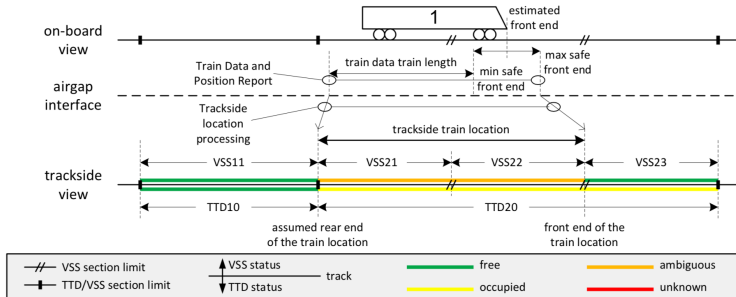 1
estimated
front end
on-board
view
max safe
front end
Train Data and
Position Report
train data train length
min safe
front end
airgap
interface
Trackside
location
processing
trackside train location
VSS11
VSS21
VSS22
VSS23
trackside
view
TTD10
TTD20
assumed rear end
of the train location
front end of the
train location
VSS section limit
TTD/VSS section limit
VSS status
track
TTD status
free
occupied
ambiguous
unknown